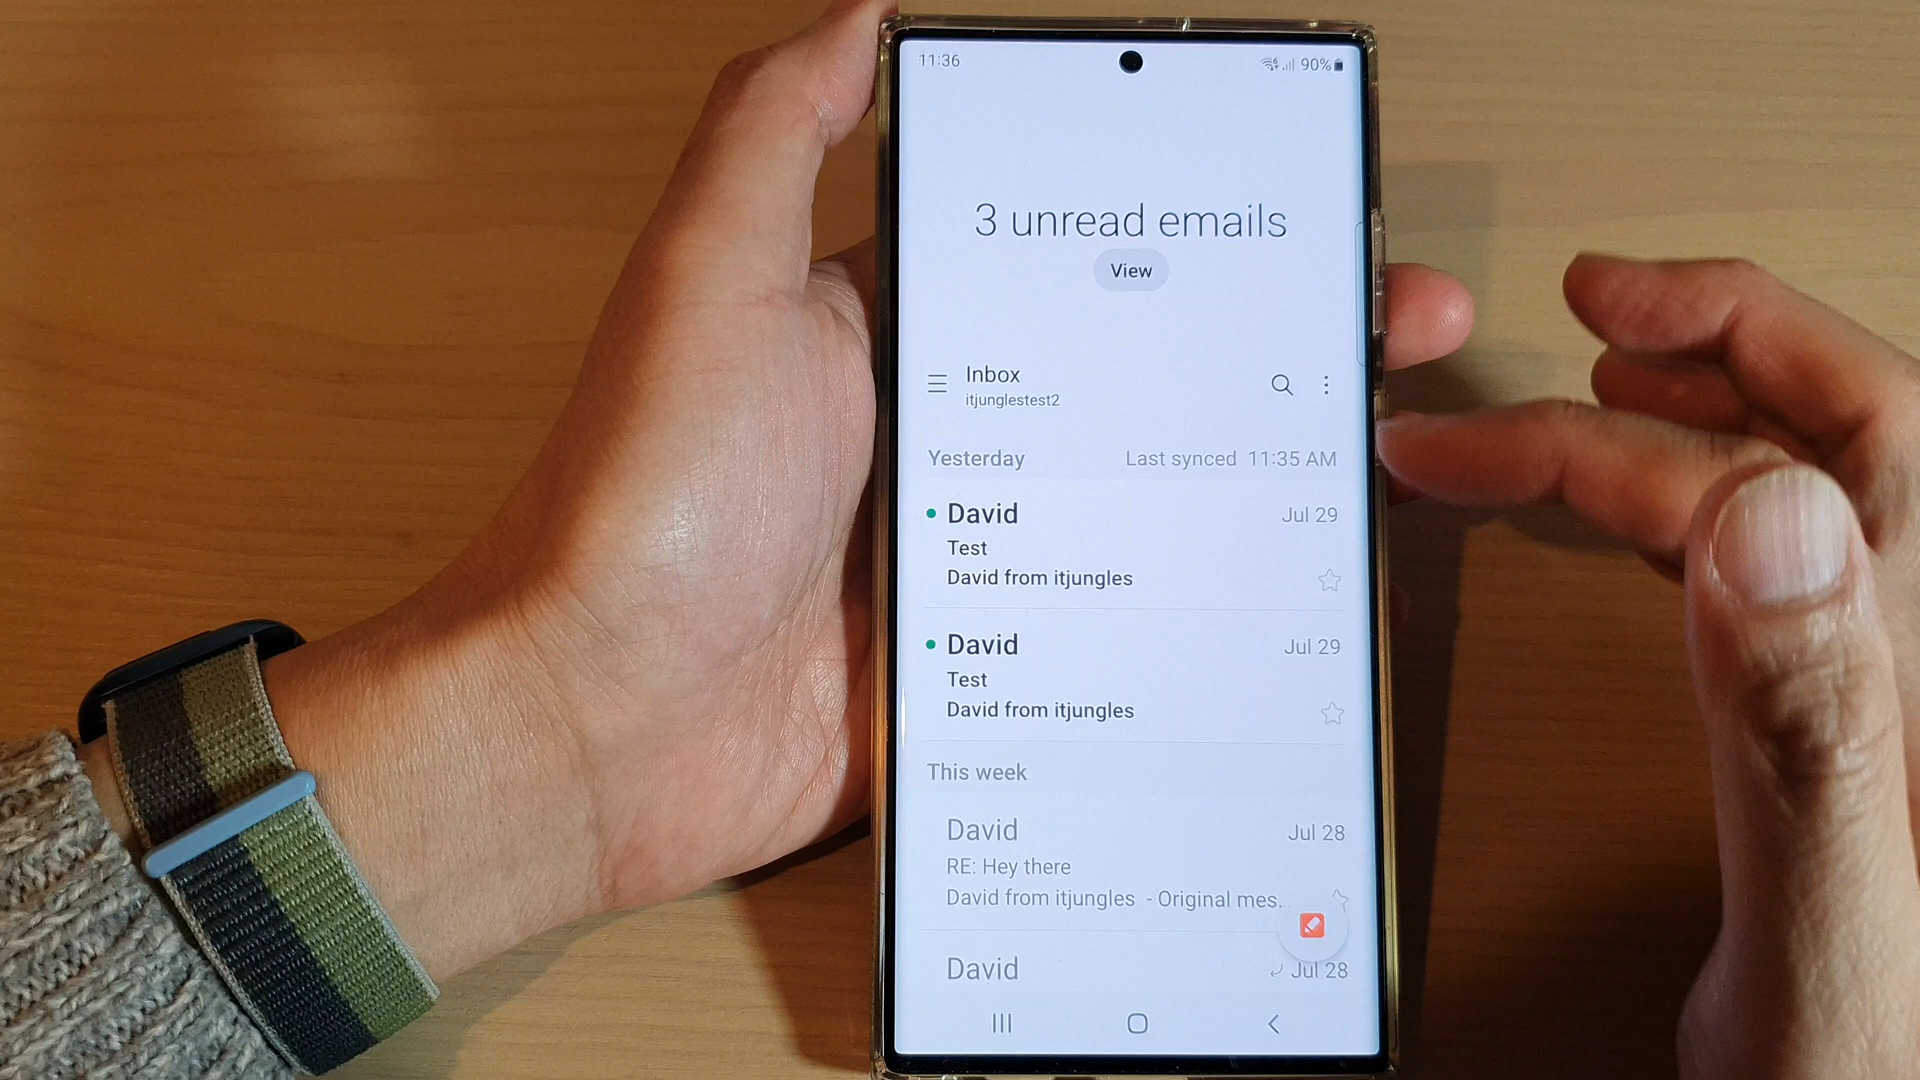 11:36 90%
3 unread emails
View
Inbox
itjunglestest2
Yesterday Last synced 11:35 AM
David Jul 29
Test
David from itjungles
David Jul 29
Test
David from itjungles
This week
David Jul 28
RE: Hey there
David from itjungles - Original mes...
David Jul 28